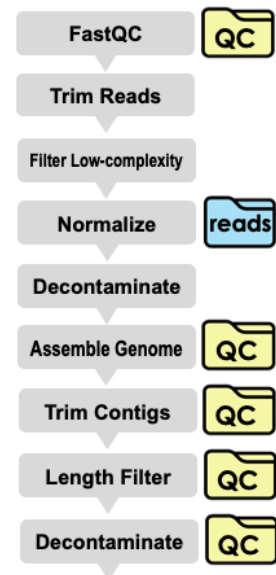 FastQC QC
Trim Reads
Filter Low-complexity
Normalize reads
Decontaminate
Assemble Genome QC
Trim Contigs QC
Length Filter QC
Decontaminate QC